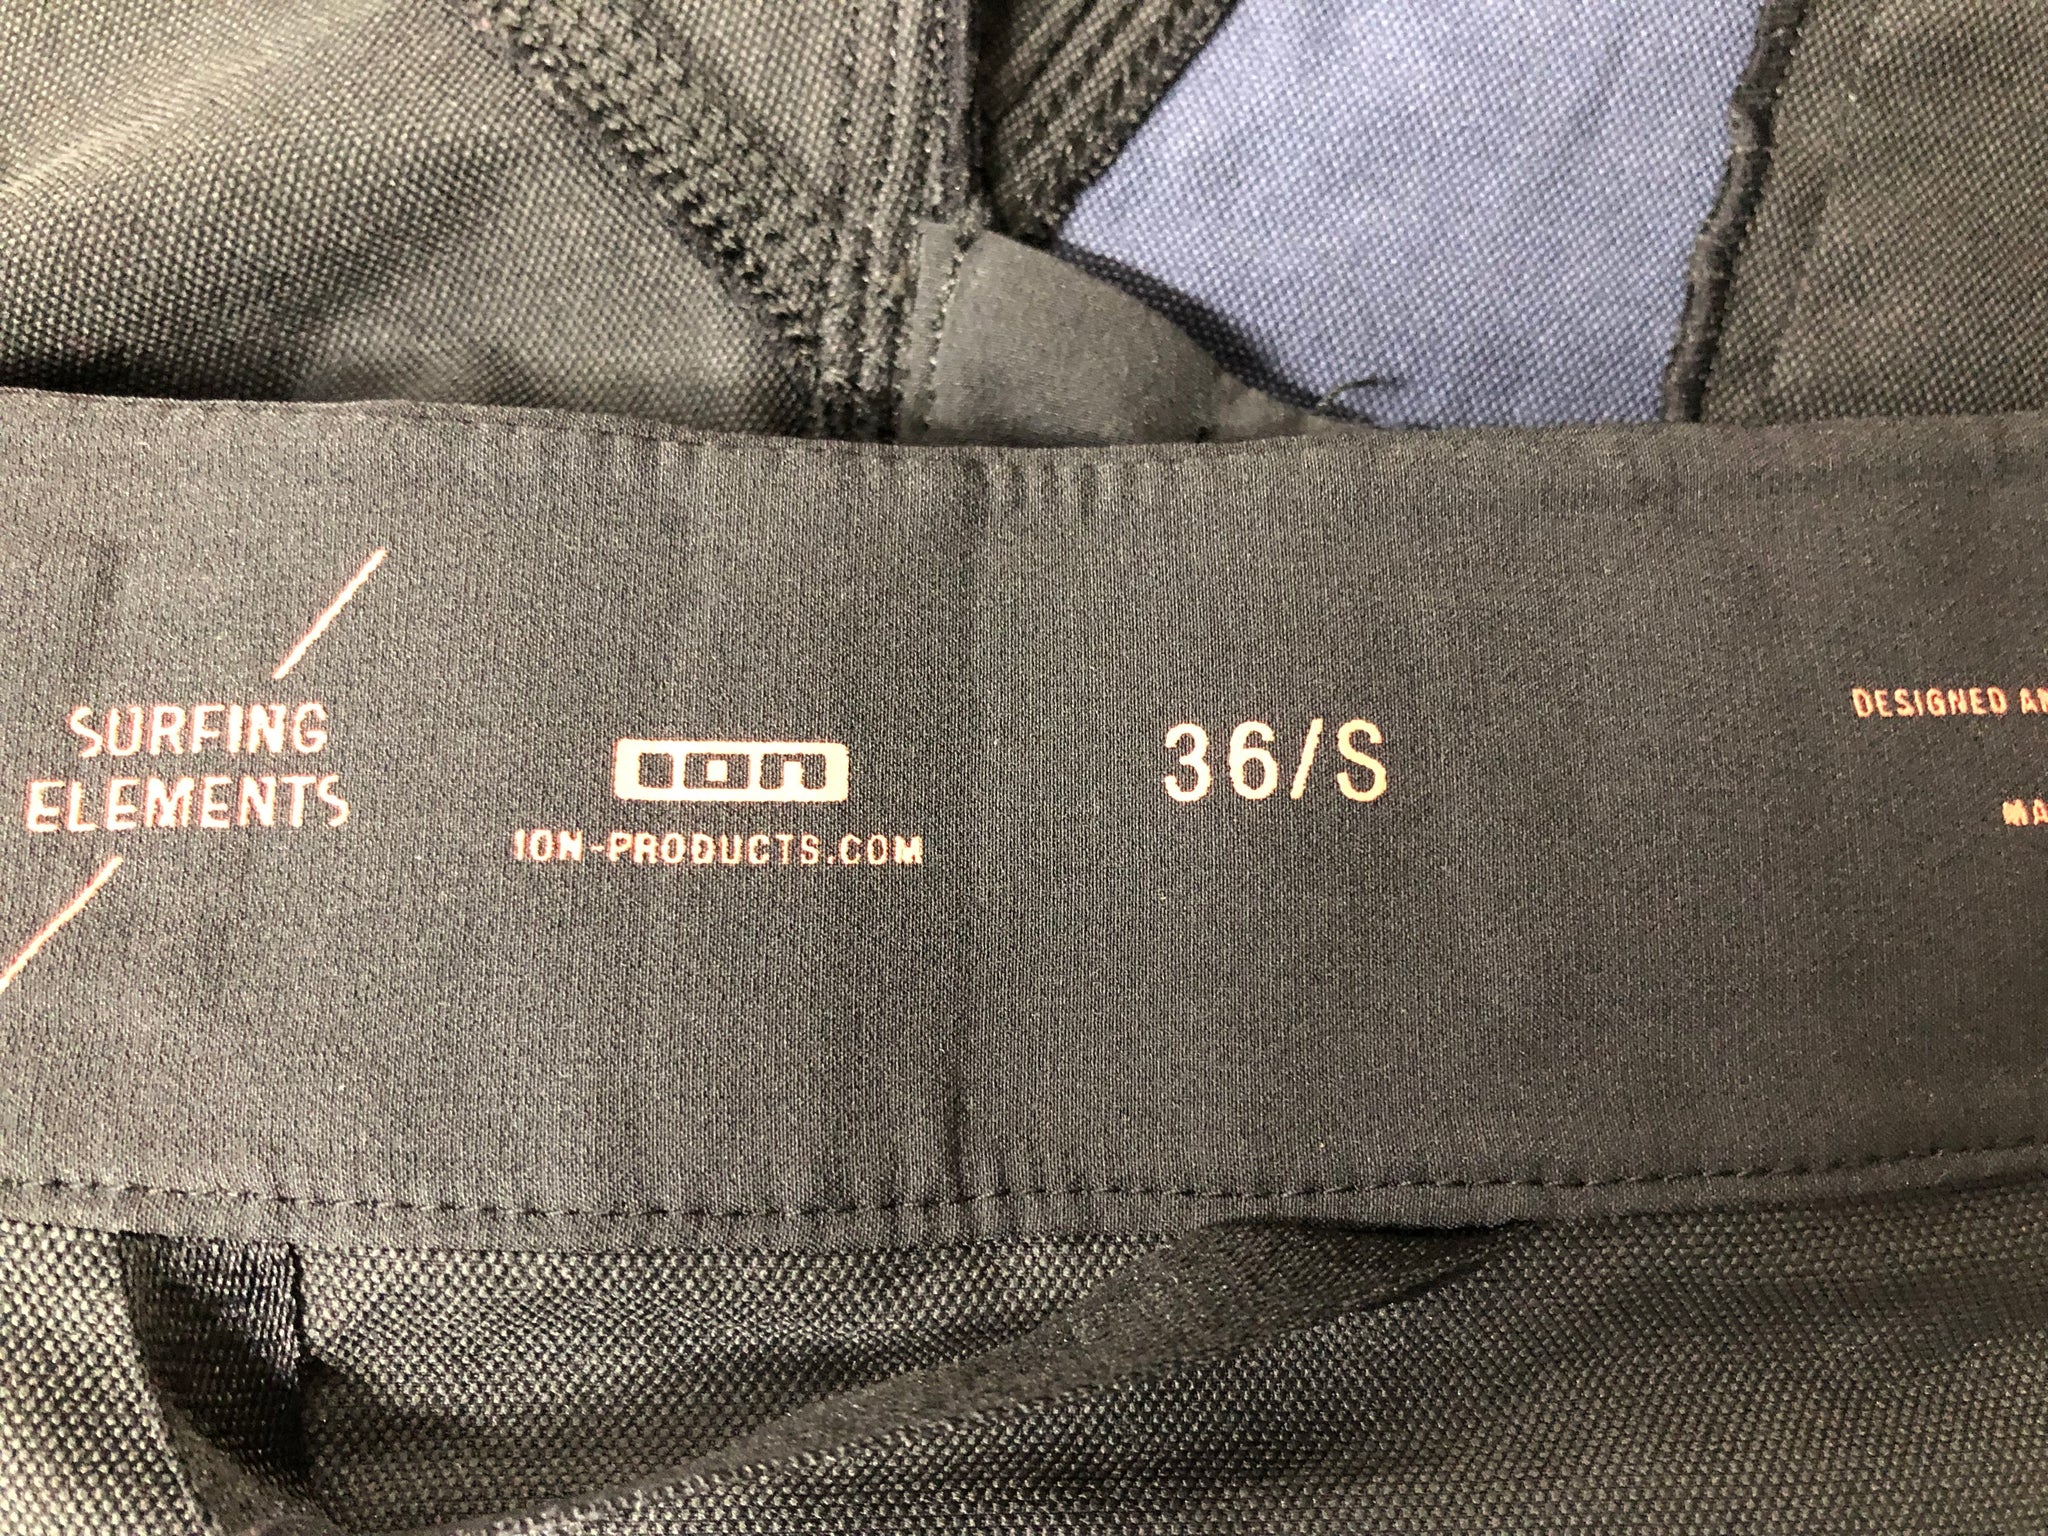 SURFING
ELEMENTS
ion
ION-PRODUCTS.COM
36/S
DESIGNED